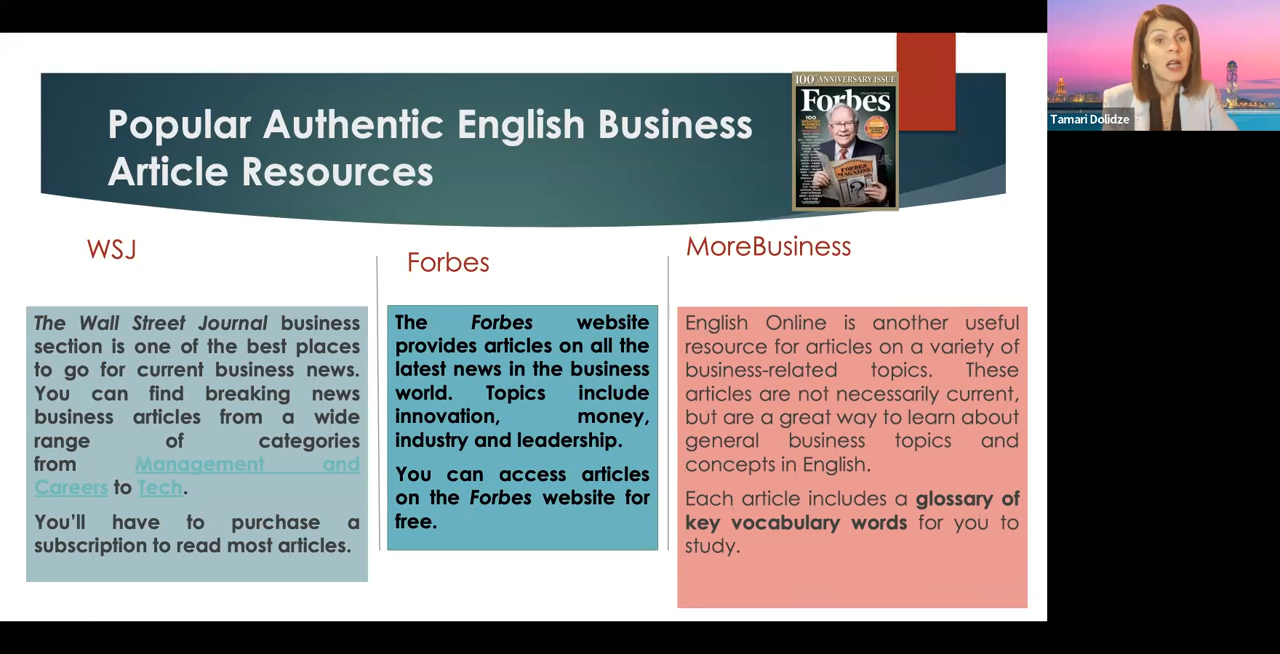 Popular Authentic English Business
Article Resources
100TH ANNIVERSARY ISSUE
Forbes
100
FORBES
MAGAZINE
?
Tamari Dolidze
WSJ
The Wall Street Journal business
section is one of the best places
to go for current business news.
You can find breaking news
business articles from a wide
range of categories
from Management and
Careers to Tech.
You’ll have to purchase a
subscription to read most articles.
Forbes
The Forbes website
provides articles on all the
latest news in the business
world. Topics include
innovation, money,
industry and leadership.
You can access articles
on the Forbes website for
free.
MoreBusiness
English Online is another useful
resource for articles on a variety of
business-related topics. These
articles are not necessarily current,
but are a great way to learn about
general business topics and
concepts in English.
Each article includes a glossary of
key vocabulary words for you to
study.